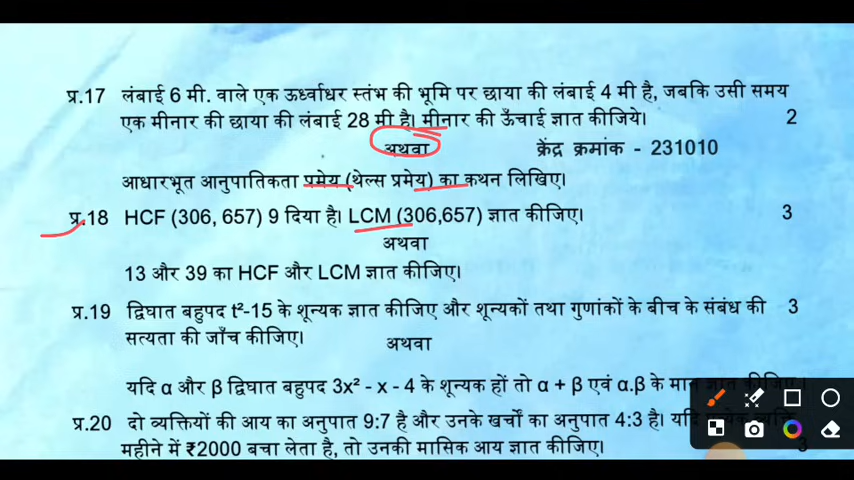 प्र.17 लंबाई 6 मी. वाले एक ऊर्ध्वाधर स्तंभ की भूमि पर छाया की लंबाई 4 मी है, जबकि उसी समय
एक मीनार की छाया की लंबाई 28 मी है। मीनार की ऊँचाई ज्ञात कीजिये। 2
अथवा क्रेंद्र क्रमांक - 231010
आधारभूत आनुपातिकता प्रमेय (थेल्स प्रमेय) का कथन लिखिए।
प्र.18 HCF (306, 657) 9 दिया है। LCM (306,657) ज्ञात कीजिए। 3
अथवा
13 और 39 का HCF और LCM ज्ञात कीजिए।
प्र.19 द्विघात बहुपद t²-15 के शून्यक ज्ञात कीजिए और शून्यकों तथा गुणांकों के बीच के संबंध की 3
सत्यता की जाँच कीजिए।
अथवा
यदि α और β द्विघात बहुपद 3x² - x - 4 के शून्यक हों तो α + β एवं α.β के मान ज्ञात कीजिए।
प्र.20 दो व्यक्तियों की आय का अनुपात 9:7 है और उनके खर्चों का अनुपात 4:3 है। यदि प्रत्येक व्यक्ति
महीने में ₹2000 बचा लेता है, तो उनकी मासिक आय ज्ञात कीजिए। 3